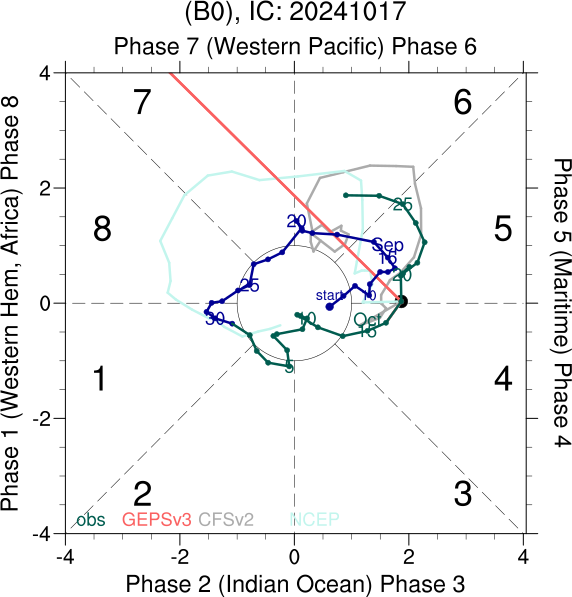 (B0), IC: 20241017
Phase 7 (Western Pacific) Phase 6
4
7
6
Phase 1 (Western Hem, Africa) Phase 8
Phase 5 (Maritime) Phase 4
2
25
20
8
5
Sep
15
20
25
start
10
0
30
10
Oct
15
5
1
4
-2
2
3
obs
GEPSv3
CFSv2
NCEP
-4
-4
-2
0
2
4
Phase 2 (Indian Ocean) Phase 3